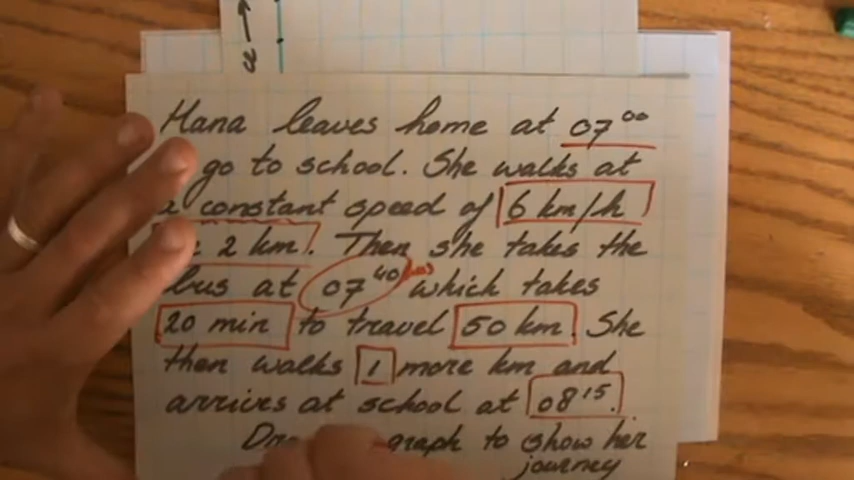 x
Hana leaves home at 07⁰⁰
go to school. She walks at
a constant speed of 6 km/h
2 km. Then she takes the
bus at 07⁴⁰ which takes
20 min to travel 50 km. She
then walks 1 more km and
arrives at school at 08¹⁵.
graph to show her
journey